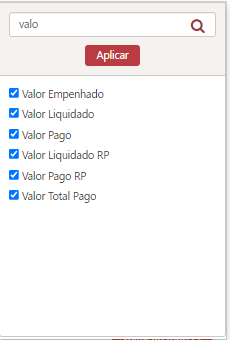 valo
Aplicar
Valor Empenhado
Valor Liquidado
Valor Pago
Valor Liquidado RP
Valor Pago RP
Valor Total Pago